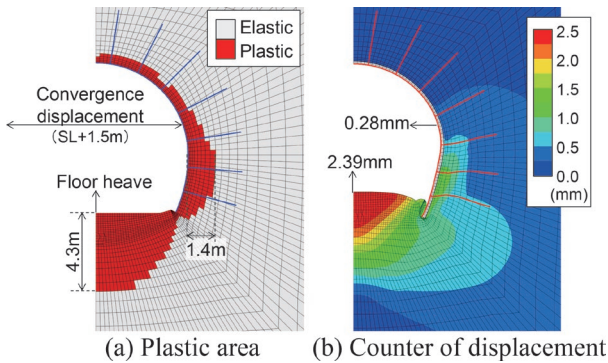 Elastic
Plastic
Convergence
displacement
(SL+1.5m)
Floor heave
4.3m
1.4m
(a) Plastic area
2.5
2.0
1.5
1.0
0.5
0.0
(mm)
0.28mm
2.39mm
(b) Counter of displacement